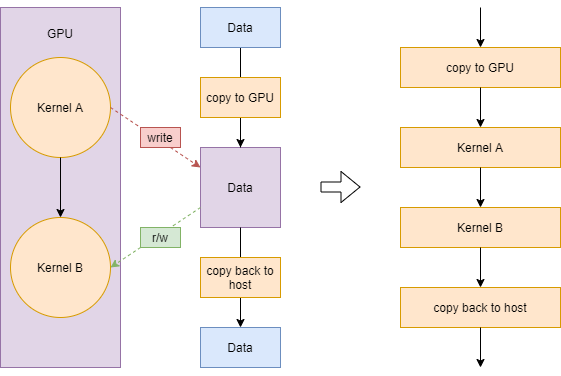 GPU
Kernel A
Kernel B
write
r/w
Data
copy to GPU
Data
copy back to
host
Data
copy to GPU
Kernel A
Kernel B
copy back to host